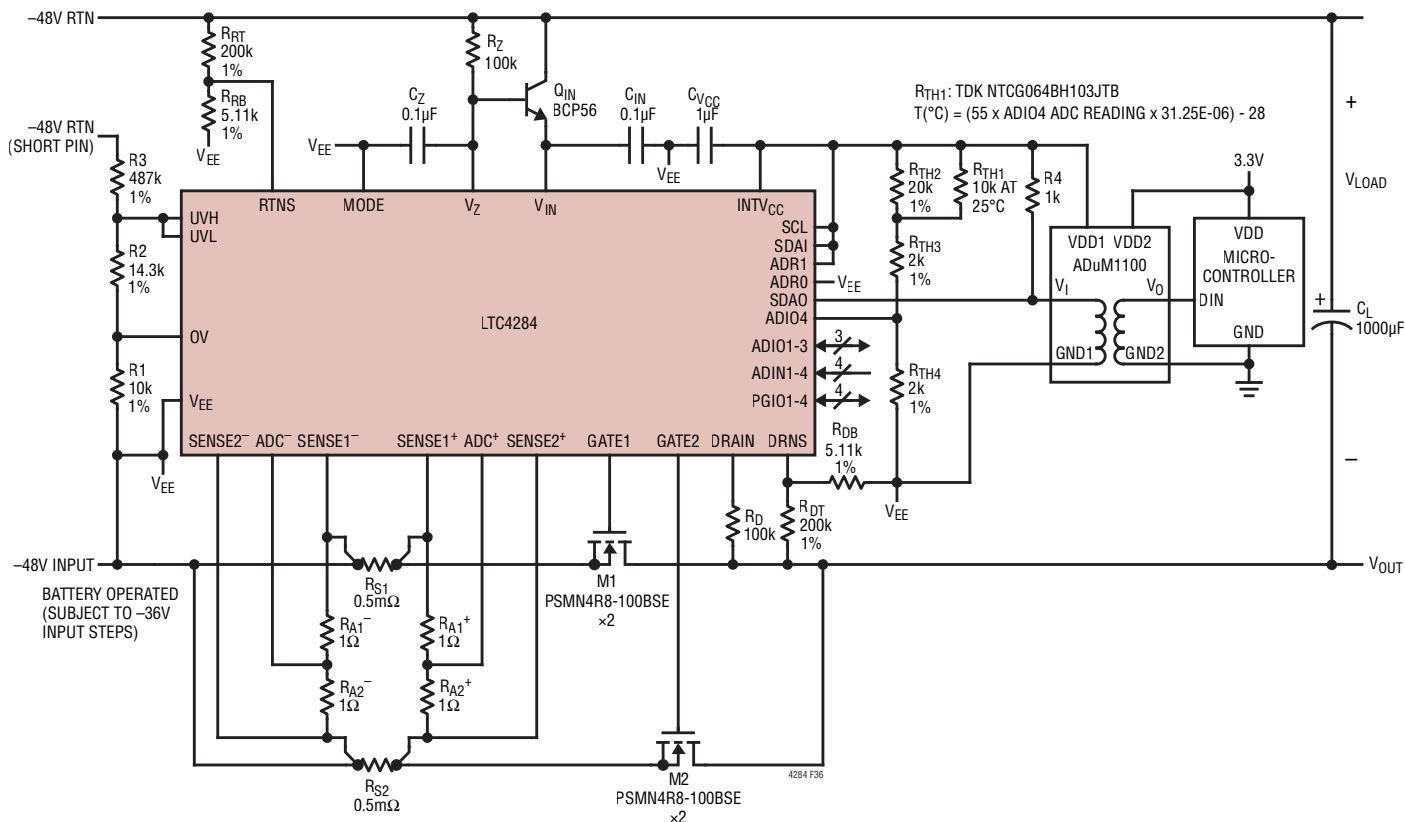 –48V RTN
RRT
200k
1%
RRB
5.11k
1%
VEE
–48V RTN
(SHORT PIN)
R3
487k
1%
R2
14.3k
1%
R1
10k
1%
VEE
–48V INPUT
BATTERY OPERATED
(SUBJECT TO –36V
INPUT STEPS)
VEE
CZ
0.1µF
RZ
100k
QIN
BCP56
CIN
0.1µF
VEE
CVCC
1µF
RTH1: TDK NTCG064BH103JTB
T(°C) = (55 x ADIO4 ADC READING x 31.25E-06) - 28
RTH2
20k
1%
RTH1
10k AT
25°C
R4
1k
RTH3
2k
1%
RTH4
2k
1%
3.3V
VDD1 VDD2
ADuM1100
VI
VO
GND1
GND2
VDD
MICRO-
CONTROLLER
DIN
GND
+
VLOAD
–
+
CL
1000µF
RTNS
MODE
VZ
VIN
INTVCC
UVH
UVL
OV
VEE
LTC4284
SCL
SDAI
ADR1
ADR0
VEE
SDAO
ADIO4
ADIO1-3
3
ADIN1-4
4
PGIO1-4
4
SENSE2–
ADC–
SENSE1–
SENSE1+
ADC+
SENSE2+
GATE1
GATE2
DRAIN
DRNS
RDB
5.11k
1%
VEE
RD
100k
RDT
200k
1%
RS1
0.5mΩ
M1
PSMN4R8-100BSE
×2
VOUT
RA1–
1Ω
RA1+
1Ω
RA2–
1Ω
RA2+
1Ω
RS2
0.5mΩ
M2
PSMN4R8-100BSE
×2
4284 F36